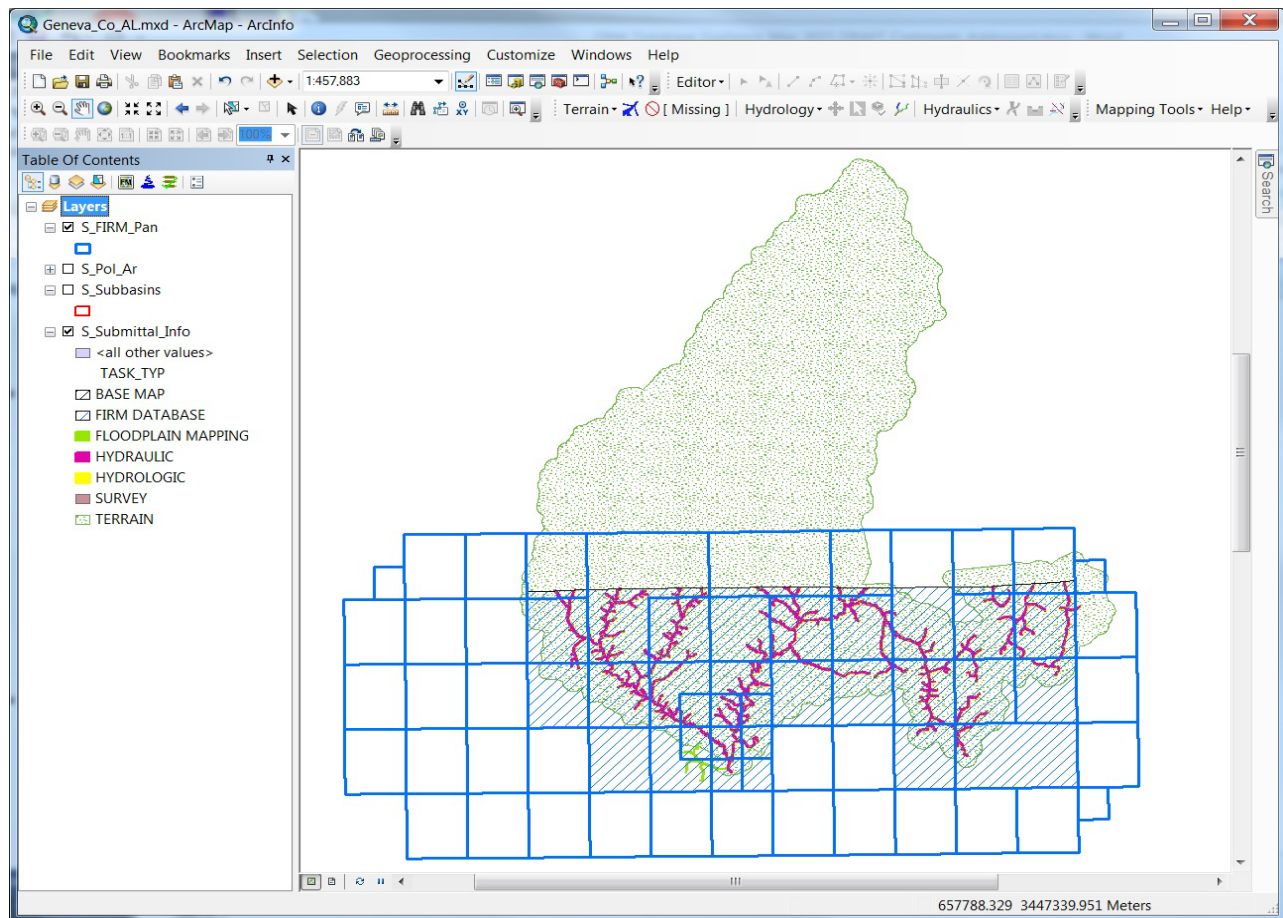 Geneva_Co_AL.mxd - ArcMap - ArcInfo
File Edit View Bookmarks Insert Selection Geoprocessing Customize Windows Help
1:457,883 Editor
Terrain [ Missing ] Hydrology Hydraulics Mapping Tools Help
100%
Table Of Contents
Layers
S_FIRM_Pan
S_Pol_Ar
S_Subbasins
S_Submittal_Info
<all other values>
TASK_TYP
BASE MAP
FIRM DATABASE
FLOODPLAIN MAPPING
HYDRAULIC
HYDROLOGIC
SURVEY
TERRAIN
Search
657788.329 3447339.951 Meters